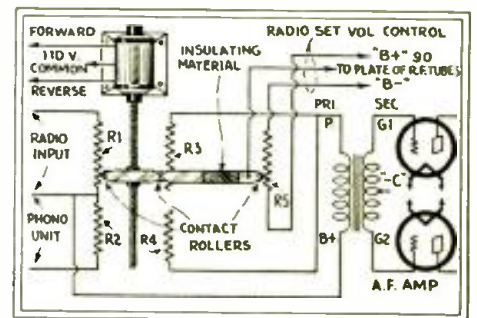 FORWARD
110 V.
COMMON
REVERSE
RADIO SET VOL CONTROL
INSULATING
MATERIAL
"B+" 90
TO PLATE OF R.F. TUBES
"B-"
RADIO
INPUT
R1
R3
PRI
P
SEC
G1
PHONO
UNIT
R2
R4
CONTACT
ROLLERS
R5
B+
"-C"
G2
A.F. AMP